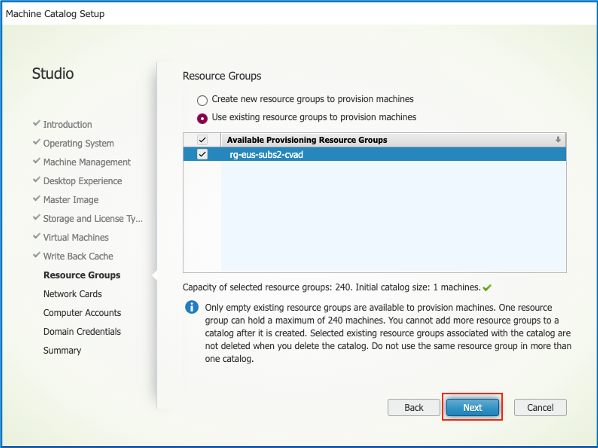 Machine Catalog Setup
Studio
Introduction
Operating System
Machine Management
Desktop Experience
Master Image
Storage and License Ty...
Virtual Machines
Write Back Cache
Resource Groups
Network Cards
Computer Accounts
Domain Credentials
Summary
Resource Groups
Create new resource groups to provision machines
Use existing resource groups to provision machines
Available Provisioning Resource Groups
rg-eus-subs2-cvad
Capacity of selected resource groups: 240. Initial catalog size: 1 machines.
Only empty existing resource groups are available to provision machines. One resource
group can hold a maximum of 240 machines. You cannot add more resource groups to a
catalog after it is created. Selected existing resource groups associated with the catalog are
not deleted when you delete the catalog. Do not use the same resource group in more than
one catalog.
Back
Next
Cancel